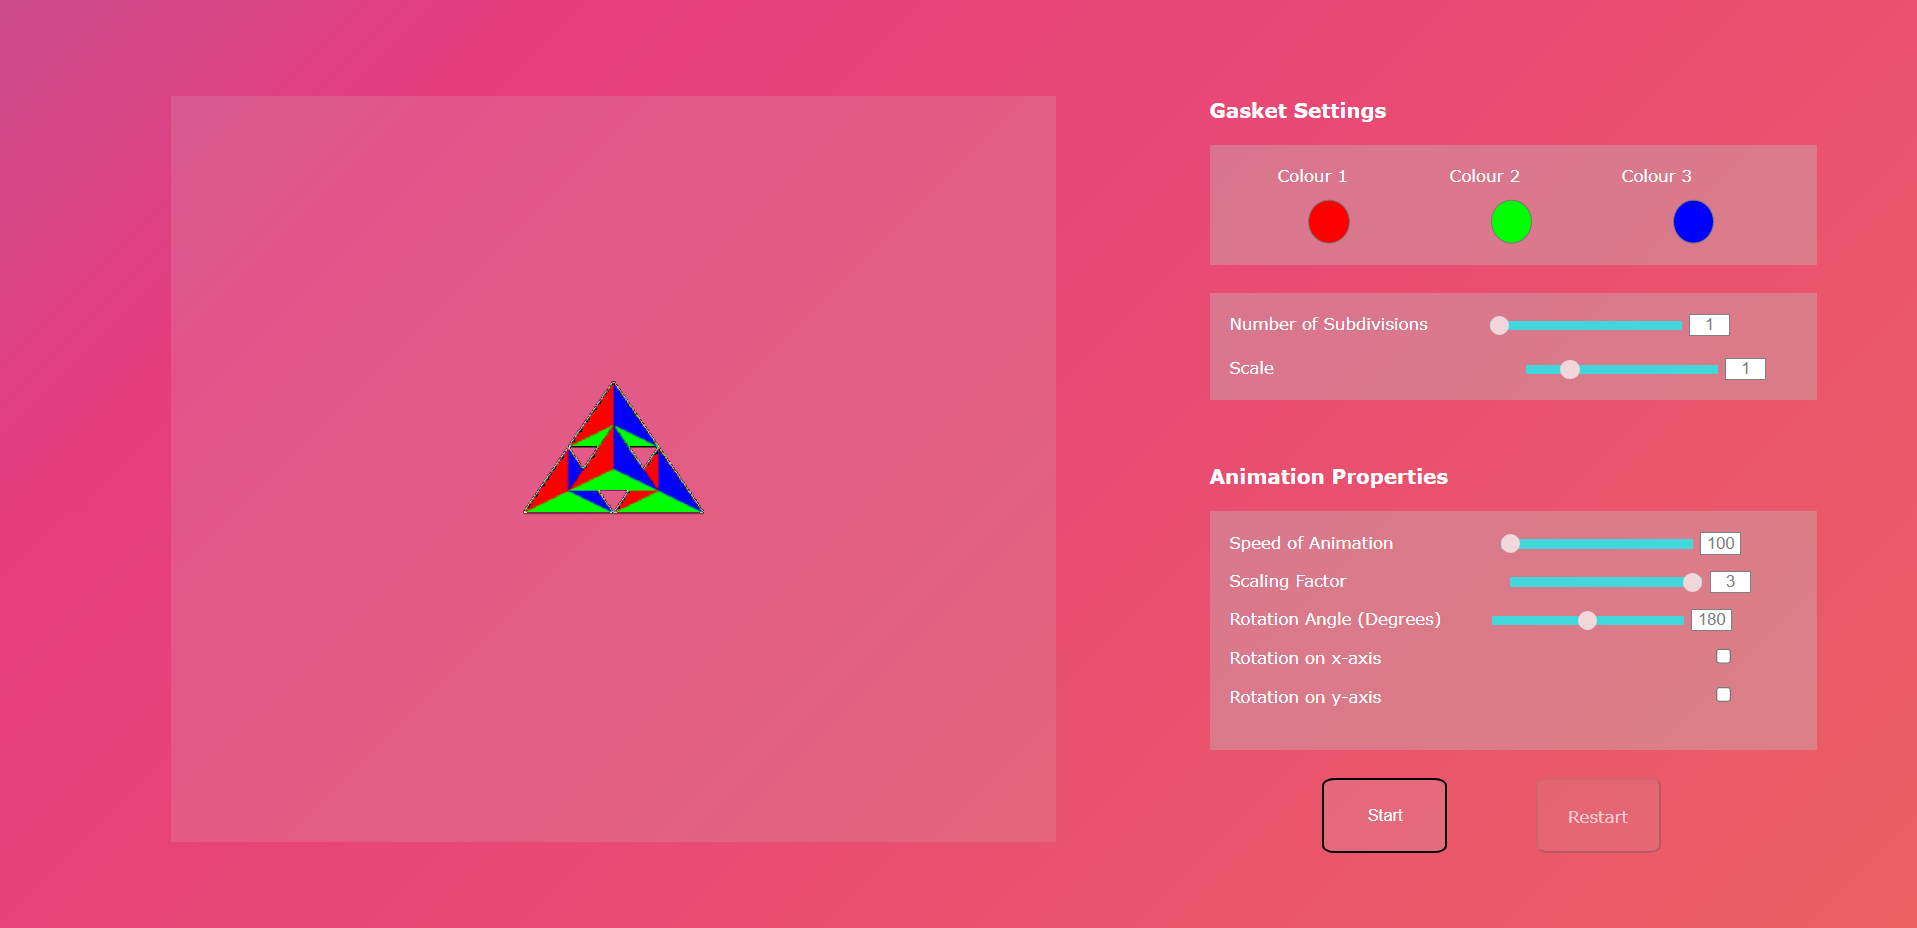 Gasket Settings
Colour 1 Colour 2 Colour 3
Number of Subdivisions 1
Scale 1
Animation Properties
Speed of Animation 100
Scaling Factor 3
Rotation Angle (Degrees) 180
Rotation on x-axis
Rotation on y-axis
Start Restart